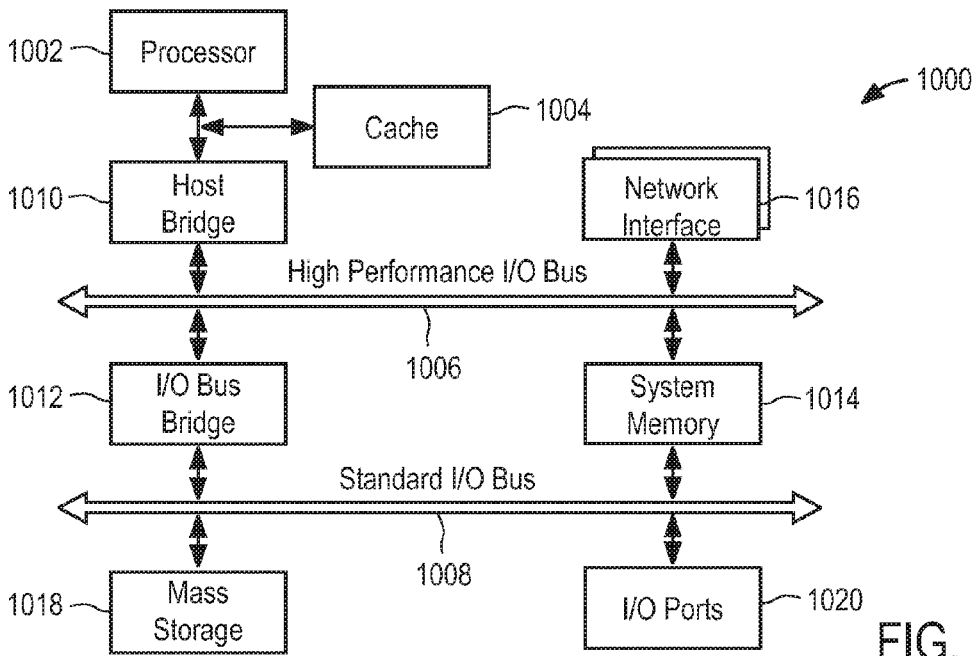 1002
Processor
1000
Cache
1004
1010
Host
Bridge
Network
Interface
1016
High Performance I/O Bus
1006
1012
I/O Bus
Bridge
System
Memory
1014
Standard I/O Bus
1008
1018
Mass
Storage
I/O Ports
1020
FIG.